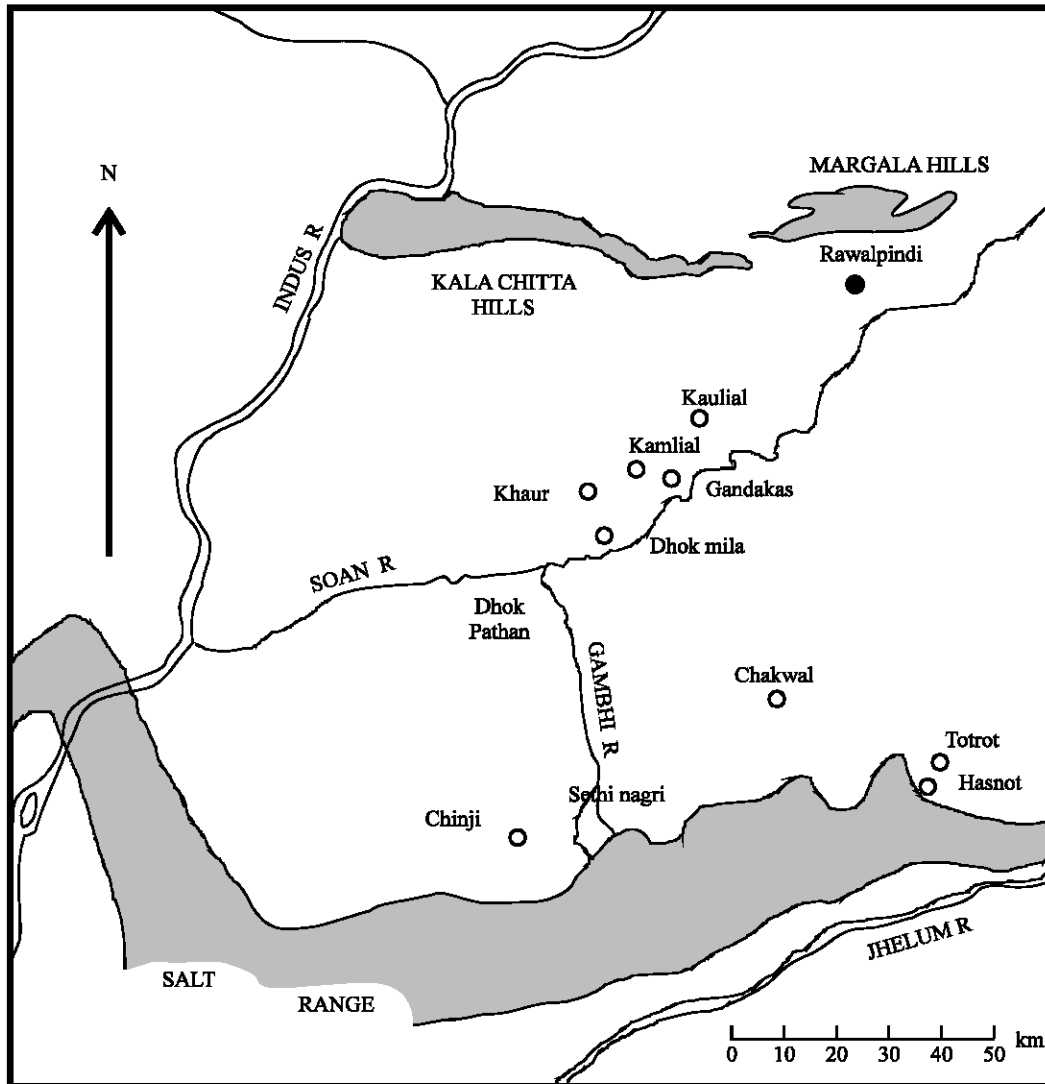 N
MARGALA HILLS
Rawalpindi
INDUS R
KALA CHITTA
HILLS
Kaulial
Kamlial
Khaur
Gandakas
Dhok mila
SOAN R
Dhok
Pathan
GAMBHI R
Chakwal
Totrot
Hasnot
Sethi nagri
Chinji
JHELUM R
SALT
RANGE
km
0 10 20 30 40 50